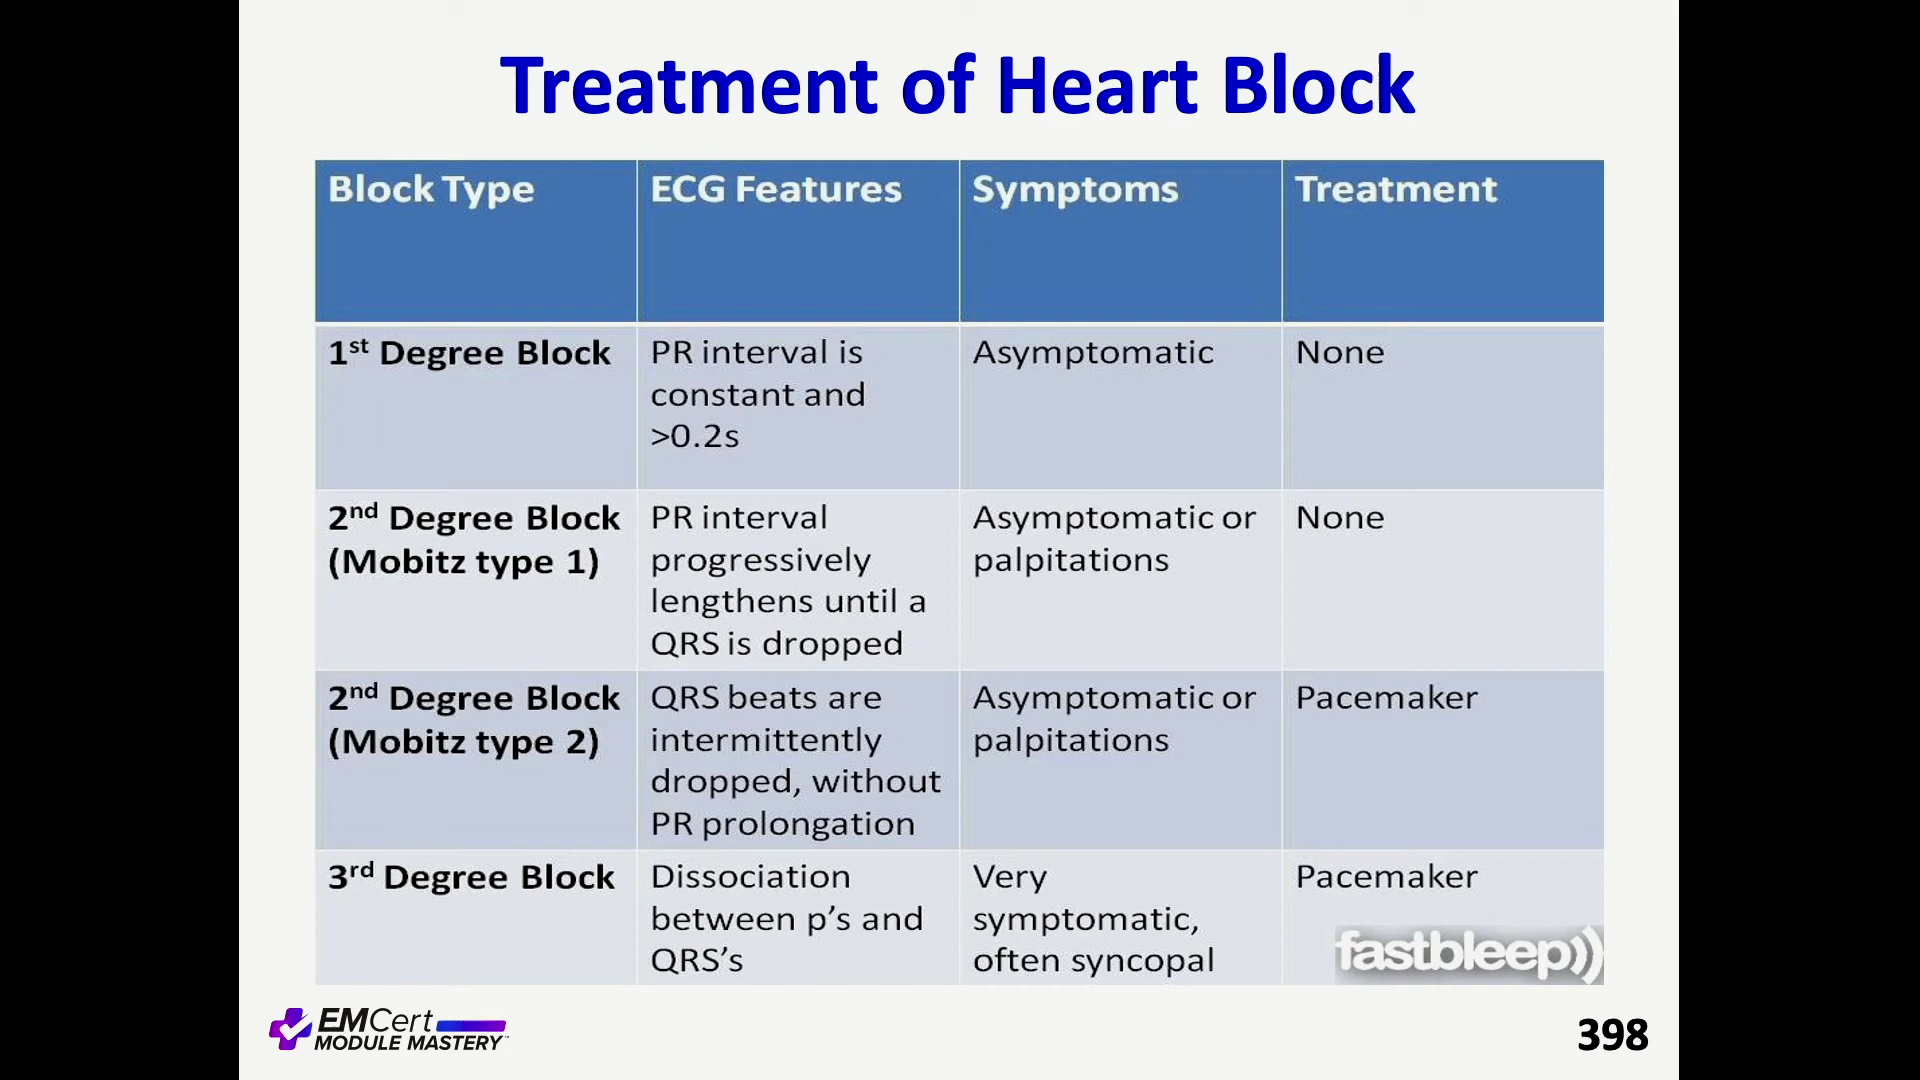 Treatment of Heart Block
Block Type
ECG Features
Symptoms
Treatment
1st Degree Block
PR interval is
constant and
>0.2s
Asymptomatic
None
2nd Degree Block
(Mobitz type 1)
PR interval
progressively
lengthens until a
QRS is dropped
Asymptomatic or
palpitations
None
2nd Degree Block
(Mobitz type 2)
QRS beats are
intermittently
dropped, without
PR prolongation
Asymptomatic or
palpitations
Pacemaker
3rd Degree Block
Dissociation
between p’s and
QRS’s
Very
symptomatic,
often syncopal
Pacemaker
fastbleep))
EMCert
MODULE MASTERY™
398